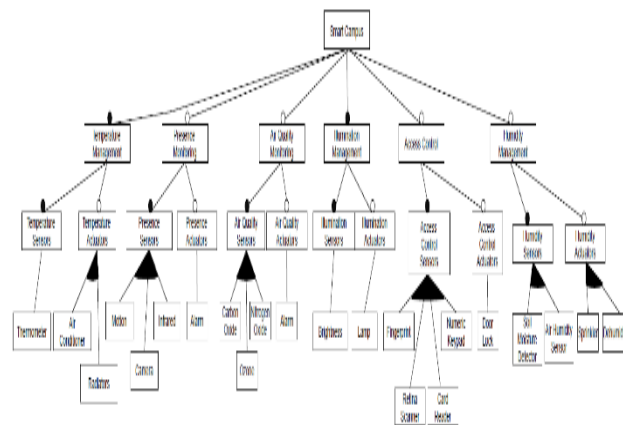 Smart Campus
Temperature
Management
Presence
Monitoring
Air Quality
Monitoring
Illumination
Management
Access Control
Humidity
Management
Temperature
Sensors
Temperature
Actuators
Presence
Sensors
Presence
Actuators
Air Quality
Sensors
Air Quality
Actuators
Illumination
Sensors
Illumination
Actuators
Access
Control
Sensors
Access
Control
Actuators
Humidity
Sensors
Humidity
Actuators
Thermometer
Air
Conditioner
Radiators
Motion
Camera
Infrared
Alarm
Carbon
Oxide
Ozone
Nitrogen
Oxide
Alarm
Brightness
Lamp
Fingerprint
Retina
Scanner
Card
Reader
Numeric
Keypad
Door
Lock
Soil
Moisture
Detector
Air Humidity
Sensor
Sprinkler